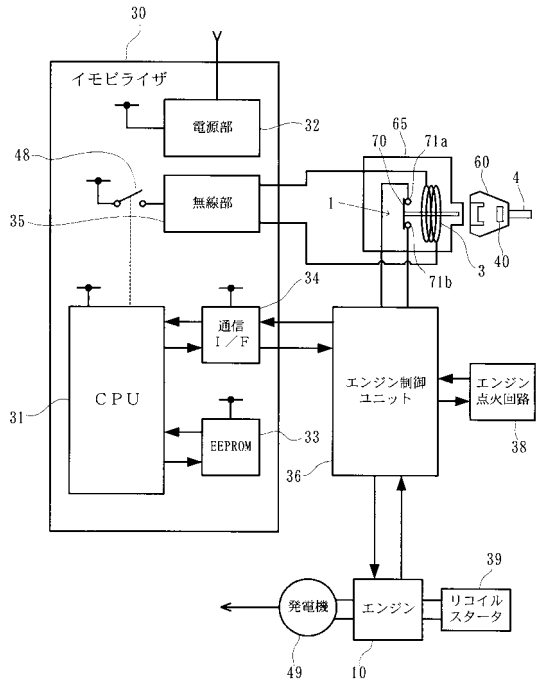 30
イモビライザ
電源部
32
48
35
無線部
65
70
71a
60
4
1
3
40
71b
34
通信
I／F
CPU
31
EEPROM
33
エンジン制御
ユニット
36
エンジン
点火回路
38
39
発電機
エンジン
リコイル
スタータ
49
10